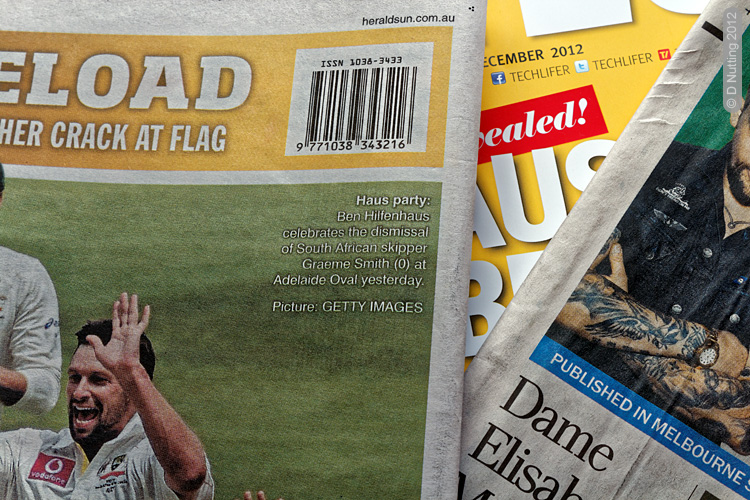 heraldsun.com.au
ELOAD
HER CRACK AT FLAG
ISSN 1038-3433
9 771038 343216
Haus party:
Ben Hilfenhaus
celebrates the dismissal
of South African skipper
Graeme Smith (0) at
Adelaide Oval yesterday.
Picture: GETTY IMAGES
vodafone
ECEMBER 2012
TECHLIFER TECHLIFER
ealed!
AUS
B
PUBLISHED IN MELBOURNE S
Dame
Elisab
© D Nutting 2012